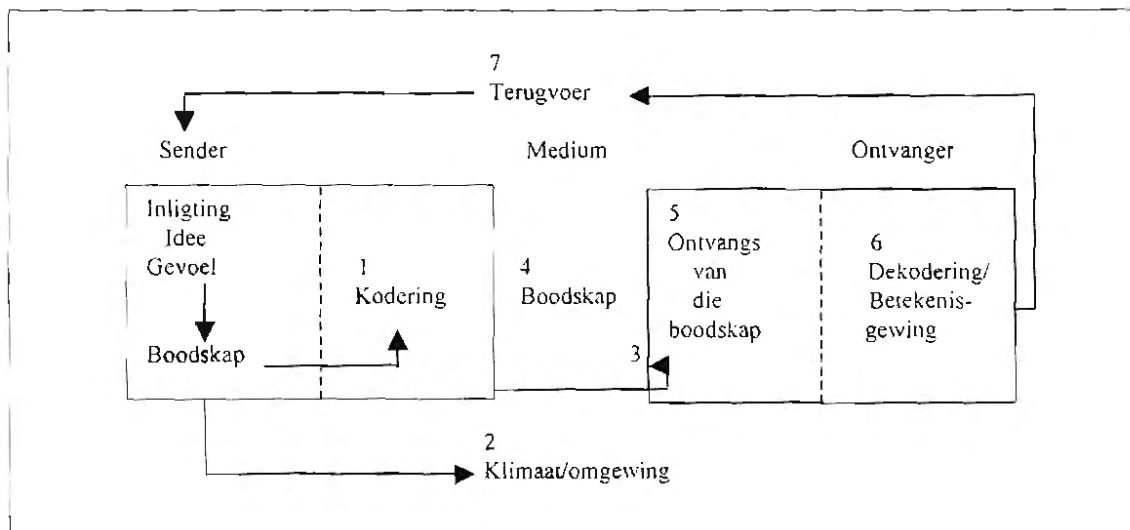 7
Terugvoer
Sender
Medium
Ontvanger
Inligting
Idee
Gevoel
Boodskap
1
Kodering
4
Boodskap
5
Ontvangs
van
die
boodskap
3
6
Dekodering/
Betekenis-
gewing
2
Klimaat/omgewing